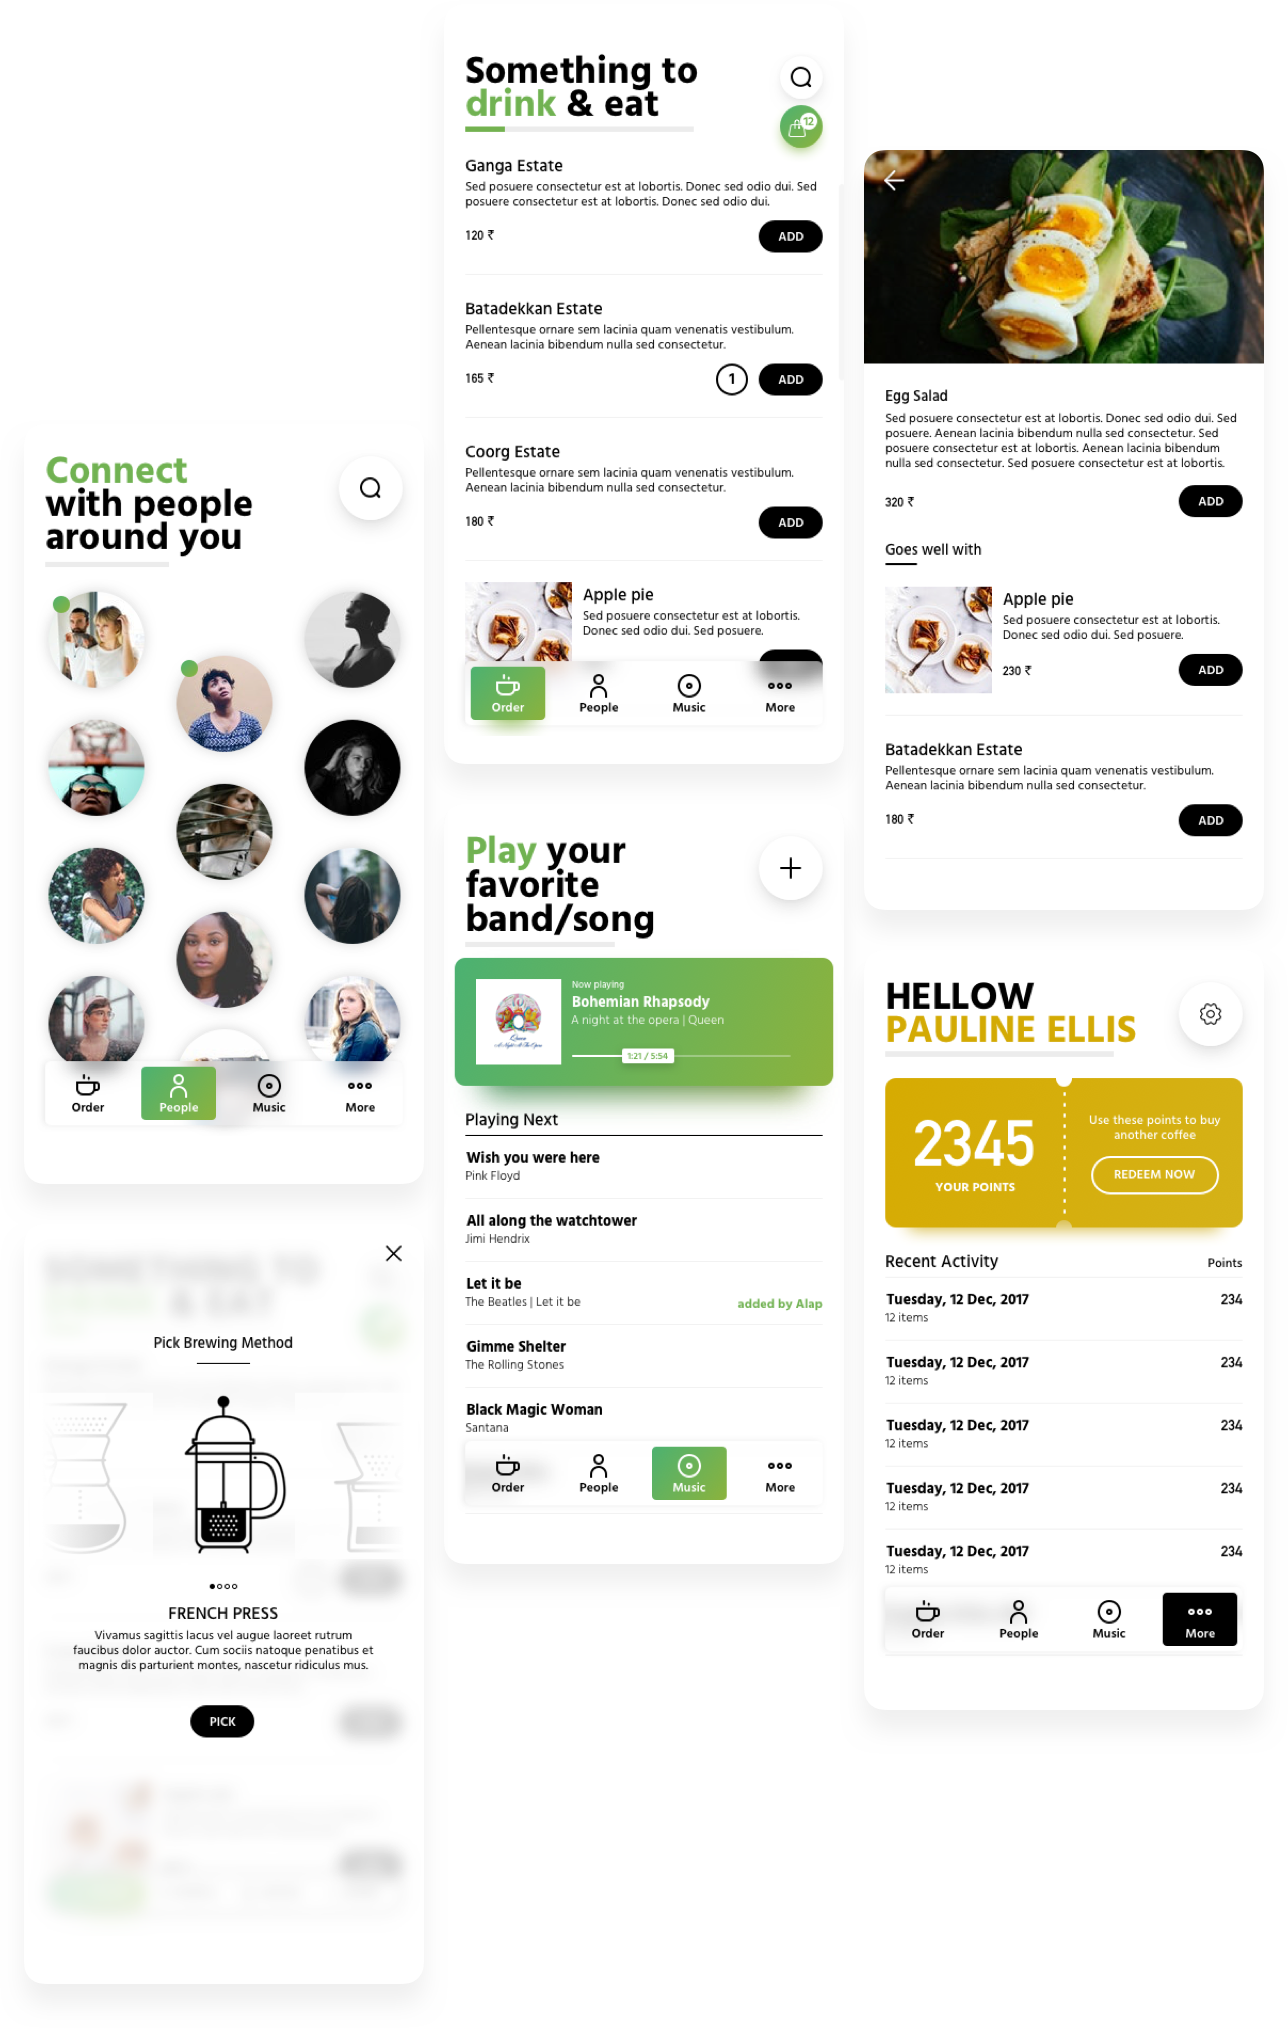 Connect
with people
around you
Order
People
Music
More
SOMETHING TO
& EAT
Pick Brewing Method
FRENCH PRESS
Vivamus sagittis lacus vel augue laoreet rutrum
faucibus dolor auctor. Cum sociis natoque penatibus et
magnis dis parturient montes, nascetur ridiculus mus.
PICK
Something to
drink & eat
12
Ganga Estate
Sed posuere consectetur est at lobortis. Donec sed odio dui. Sed
posuere consectetur est at lobortis. Donec sed odio dui.
120 ₹
ADD
Batadekkan Estate
Pellentesque ornare sem lacinia quam venenatis vestibulum.
Aenean lacinia bibendum nulla sed consectetur.
165 ₹
1
ADD
Coorg Estate
Pellentesque ornare sem lacinia quam venenatis vestibulum.
Aenean lacinia bibendum nulla sed consectetur.
180 ₹
ADD
Apple pie
Sed posuere consectetur est at lobortis.
Donec sed odio dui. Sed posuere.
Order
People
Music
More
Play your
favorite
band/song
Now playing
Bohemian Rhapsody
A night at the opera | Queen
1:21 / 5:54
Queen
A Night At The Opera
Playing Next
Wish you were here
Pink Floyd
All along the watchtower
Jimi Hendrix
Let it be
The Beatles | Let it be
added by Alap
Gimme Shelter
The Rolling Stones
Black Magic Woman
Santana
Order
People
Music
More
Egg Salad
Sed posuere consectetur est at lobortis. Donec sed odio dui. Sed
posuere. Aenean lacinia bibendum nulla sed consectetur. Sed
posuere consectetur est at lobortis. Aenean lacinia bibendum
nulla sed consectetur. Sed posuere consectetur est at lobortis.
320 ₹
ADD
Goes well with
Apple pie
Sed posuere consectetur est at lobortis.
Donec sed odio dui. Sed posuere.
230 ₹
ADD
Batadekkan Estate
Pellentesque ornare sem lacinia quam venenatis vestibulum.
Aenean lacinia bibendum nulla sed consectetur.
180 ₹
ADD
HELLOW
PAULINE ELLIS
2345
YOUR POINTS
Use these points to buy
another coffee
REDEEM NOW
Recent Activity
Points
Tuesday, 12 Dec, 2017
234
12 items
Tuesday, 12 Dec, 2017
234
12 items
Tuesday, 12 Dec, 2017
234
12 items
Tuesday, 12 Dec, 2017
234
12 items
Tuesday, 12 Dec, 2017
234
12 items
Order
People
Music
More